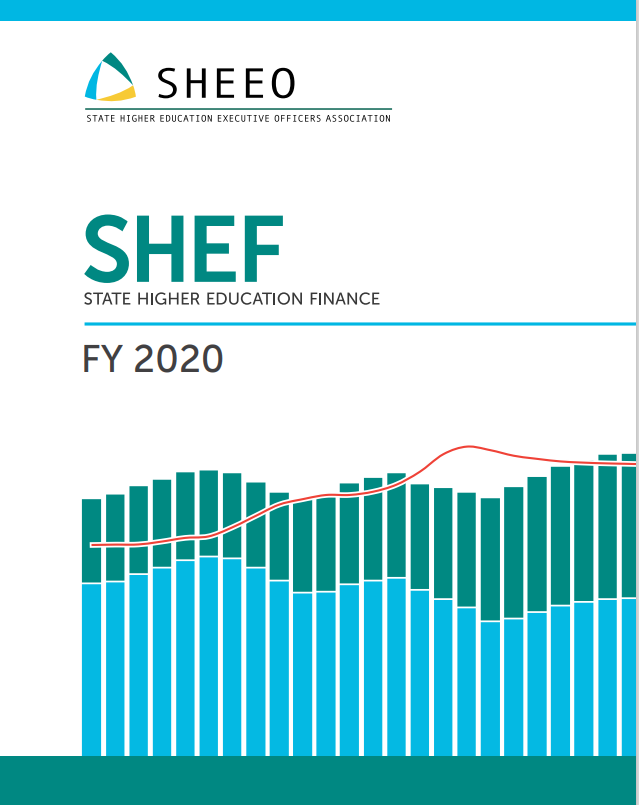 SHEEO
STATE HIGHER EDUCATION EXECUTIVE OFFICERS ASSOCIATION
SHEF
STATE HIGHER EDUCATION FINANCE
FY 2020